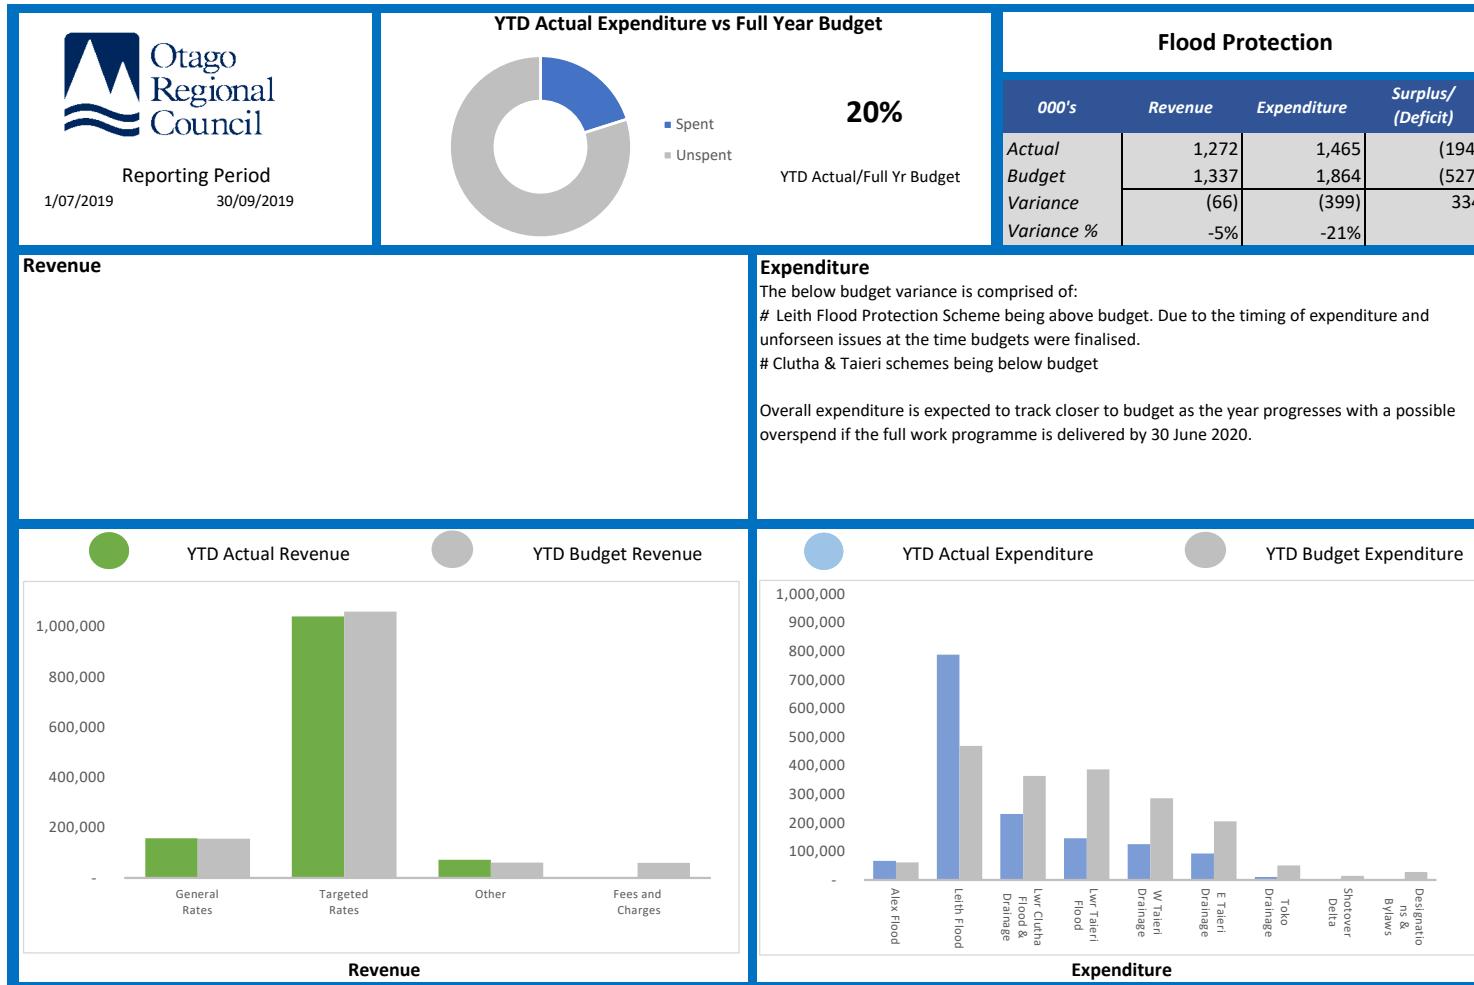 Otago
Regional
Council
Reporting Period
1/07/2019 30/09/2019
YTD Actual Expenditure vs Full Year Budget
Spent
Unspent
20%
YTD Actual/Full Yr Budget
Flood Protection
000's Revenue Expenditure Surplus/ (Deficit)
Actual 1,272 1,465 (194
Budget 1,337 1,864 (527
Variance (66) (399) 334
Variance % -5% -21%
Revenue
Expenditure
The below budget variance is comprised of:
# Leith Flood Protection Scheme being above budget. Due to the timing of expenditure and
unforseen issues at the time budgets were finalised.
# Clutha & Taieri schemes being below budget
Overall expenditure is expected to track closer to budget as the year progresses with a possible
overspend if the full work programme is delivered by 30 June 2020.
YTD Actual Revenue YTD Budget Revenue
1,000,000
800,000
600,000
400,000
200,000
-
General
Rates
Targeted
Rates
Other
Fees and
Charges
Revenue
YTD Actual Expenditure YTD Budget Expenditure
1,000,000
900,000
800,000
700,000
600,000
500,000
400,000
300,000
200,000
100,000
-
Alex Flood
Leith Flood
Lwr Clutha
Flood &
Drainage
Lwr Taieri
Flood
W Taieri
Drainage
E Taieri
Drainage
Toko
Drainage
Shotover
Delta
Designatio
ns &
Bylaws
Expenditure